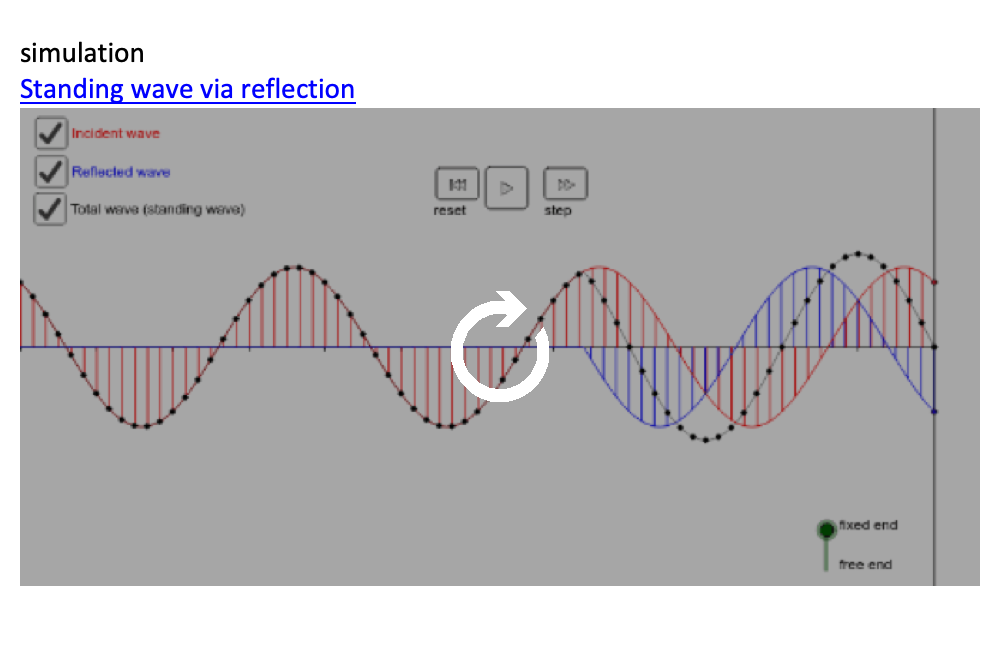 simulation
Standing wave via reflection
Incident wave
Reflected wave
Total wave (standing wave)
reset
step
fixed end
free end